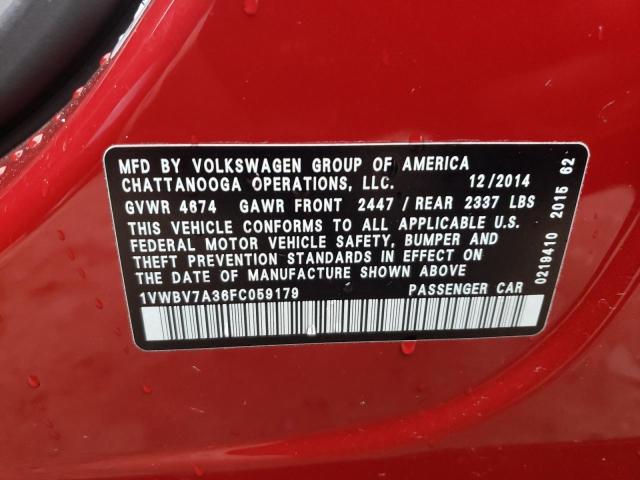 MFD BY VOLKSWAGEN GROUP OF AMERICA
CHATTANOOGA OPERATIONS, LLC. 12/2014
GVWR 4674 GAWR FRONT 2447 / REAR 2337 LBS
THIS VEHICLE CONFORMS TO ALL APPLICABLE U.S.
FEDERAL MOTOR VEHICLE SAFETY, BUMPER AND
THEFT PREVENTION STANDARDS IN EFFECT ON THE
DATE OF MANUFACTURE SHOWN ABOVE
1VWBV7A36FC059179 PASSENGER CAR
0219410 2015 62